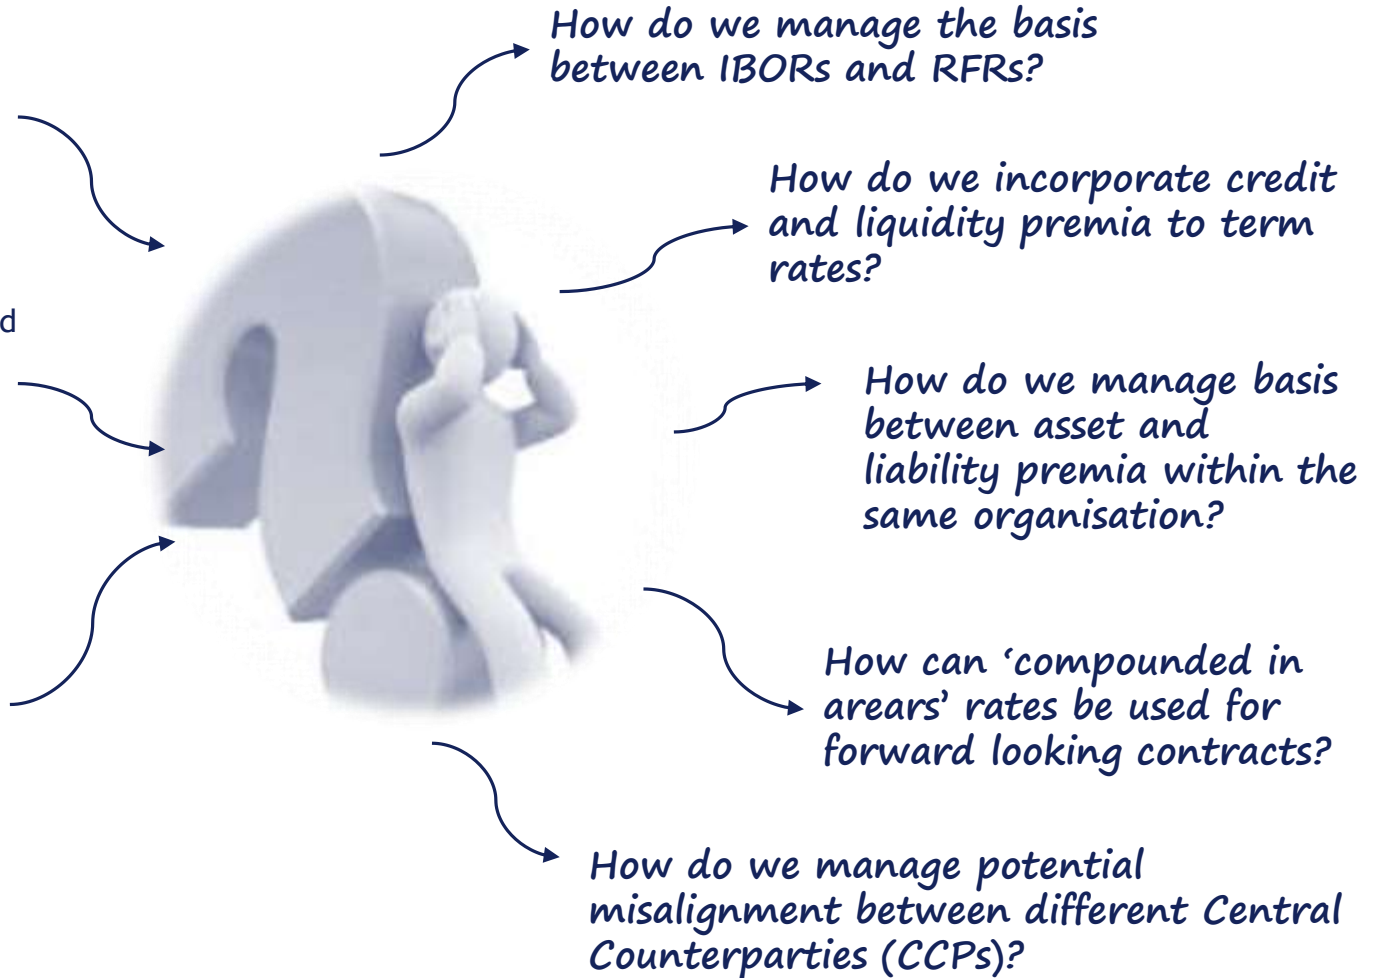 How do we manage the basis
between IBORs and RFRs?
How do we incorporate credit
and liquidity premia to term
rates?
d
How do we manage basis
between asset and
liability premia within the
same organisation?
How can ‘compounded in
arears’ rates be used for
forward looking contracts?
How do we manage potential
misalignment between different Central
Counterparties (CCPs)?